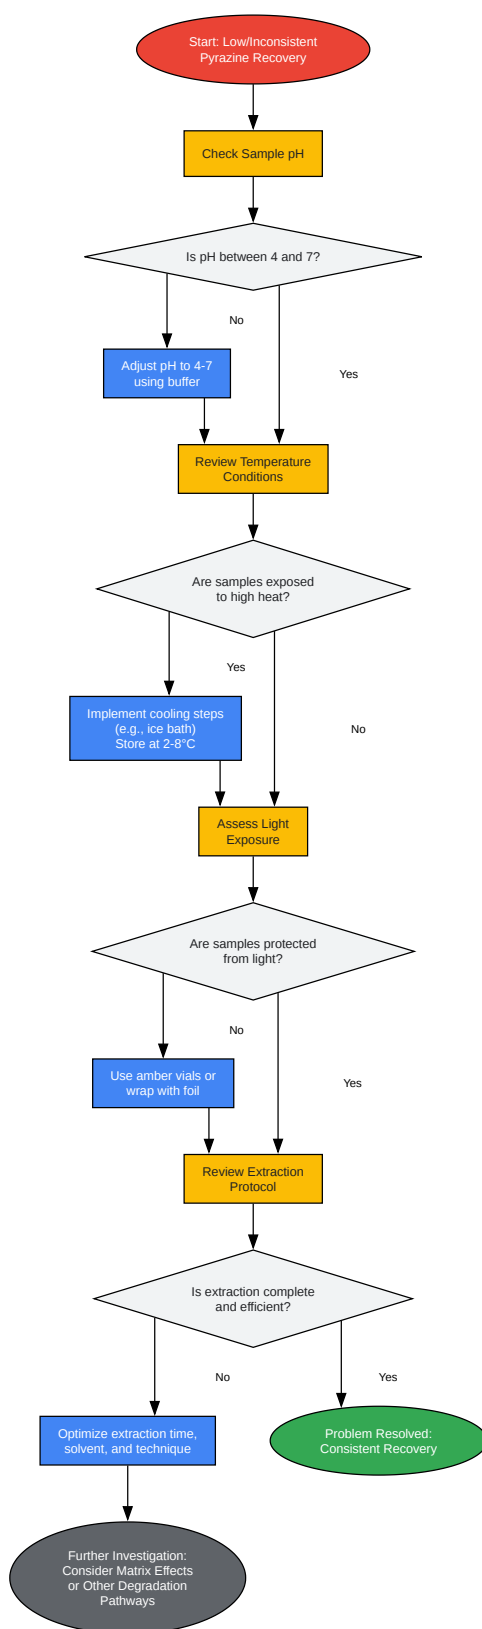 Start: Low/Inconsistent
Pyrazine Recovery
Check Sample pH
Is pH between 4 and 7?
No
Yes
Adjust pH to 4-7
using buffer
Review Temperature
Conditions
Are samples exposed
to high heat?
Yes
No
Implement cooling steps
(e.g., ice bath)
Store at 2-8°C
Assess Light
Exposure
Are samples protected
from light?
No
Yes
Use amber vials or
wrap with foil
Review Extraction
Protocol
Is extraction complete
and efficient?
No
Yes
Optimize extraction time,
solvent, and technique
Problem Resolved:
Consistent Recovery
Further Investigation:
Consider Matrix Effects
or Other Degradation
Pathways